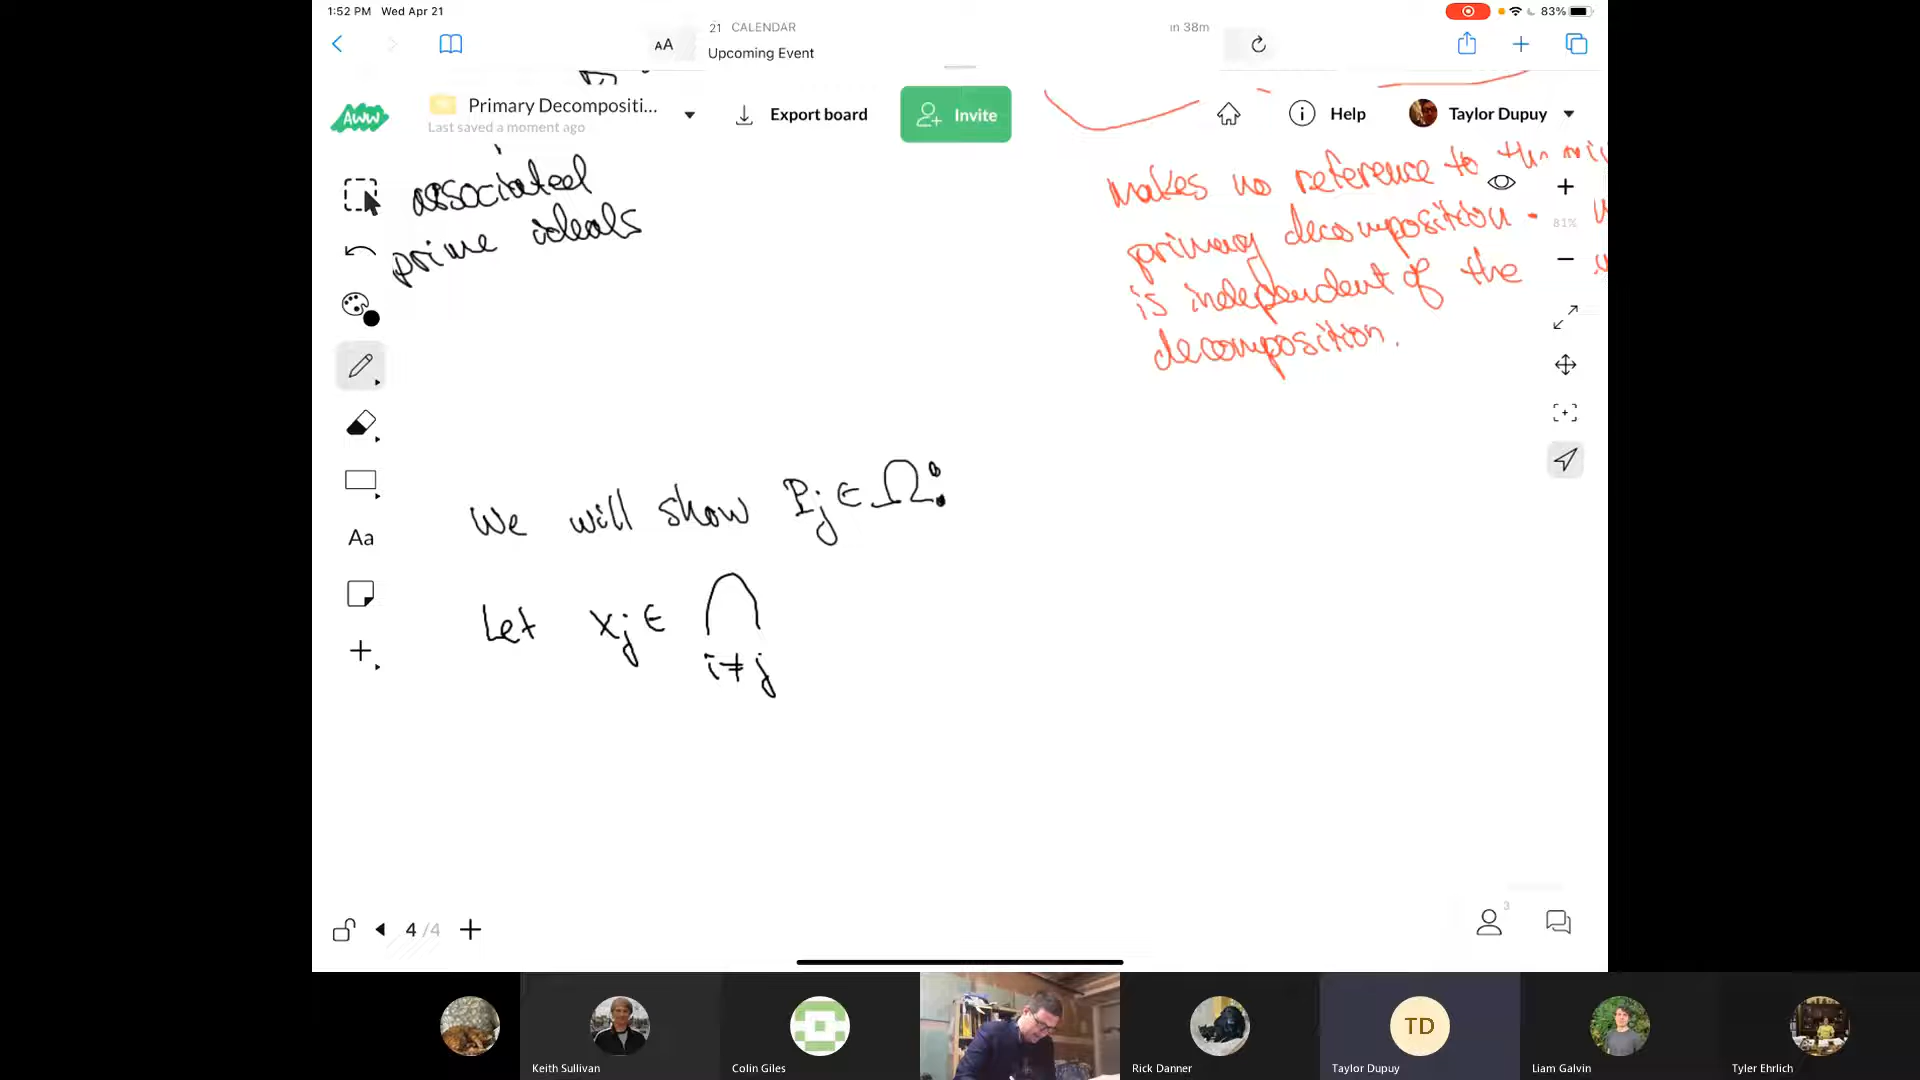 1:52 PM Wed Apr 21
83%
21 CALENDAR
in 38m
AA
Upcoming Event
AWW
Primary Decompositi...
Last saved a moment ago
Export board
Invite
Help
Taylor Dupuy
associated
prime ideals
makes no reference to
primary decomposition.
is independent of the
decomposition.
81%
Aa
We will show Pj ∈ Ω:
Let xj ∈ ⋂
i≠j
4 /4
3
TD
Keith Sullivan
Colin Giles
Rick Danner
Taylor Dupuy
Liam Galvin
Tyler Ehrlich